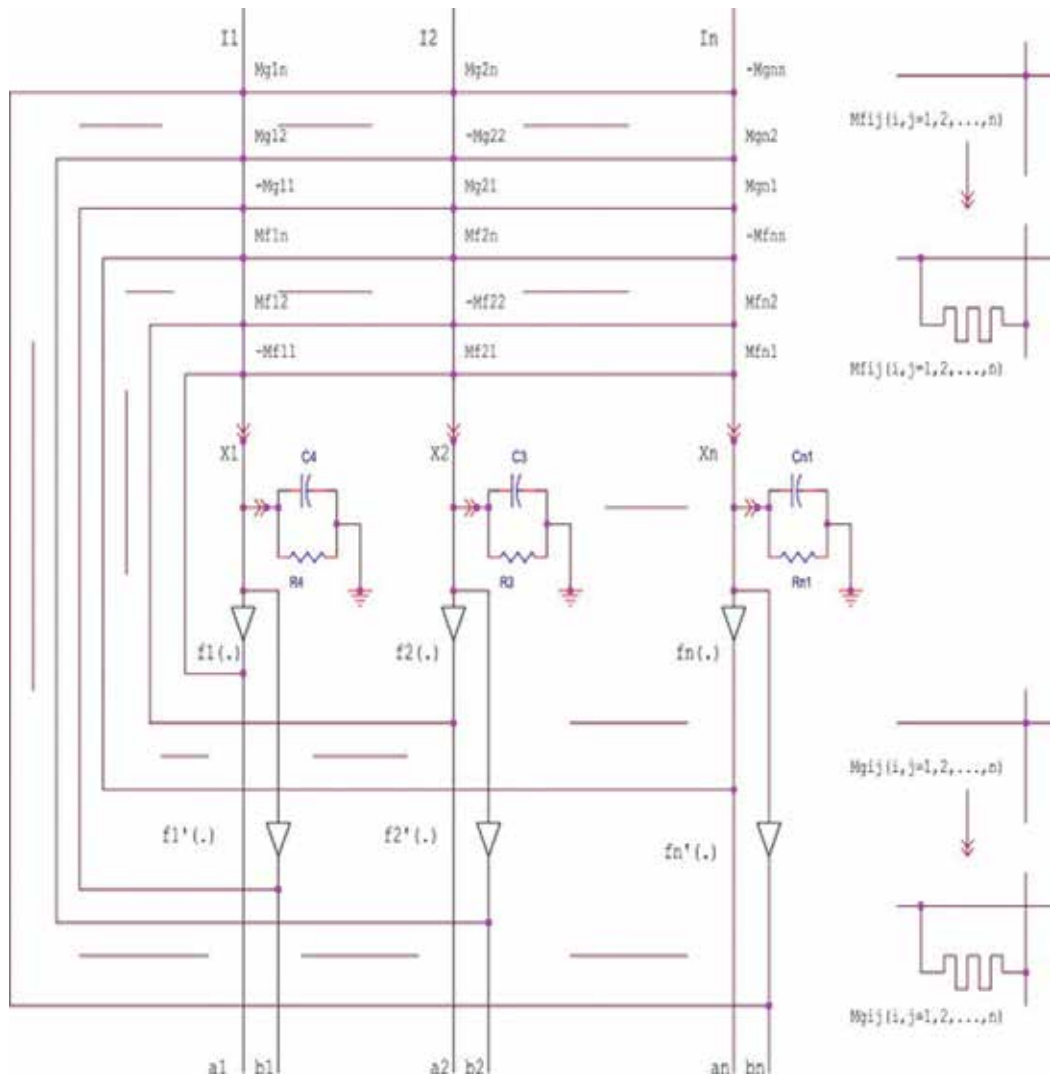 I1 I2 In
Mg1n Mg2n -Mgnn
Mg12 -Mg22 Mgn2
-Mg11 Mg21 Mgn1
Mf1n Mf2n -Mfnn
Mf12 -Mf22 Mfn2
-Mf11 Mf21 Mfn1
Mfij(i,j=1,2,...,n)
Mfij(i,j=1,2,...,n)
X1 C4 X2 C3 Xn Cn1
R4 R3 Rn1
f1(.) f2(.) fn(.)
Mgij(i,j=1,2,...,n)
f1'(.) f2'(.) fn'(.)
Mgij(i,j=1,2,...,n)
a1 b1 a2 b2 an bn